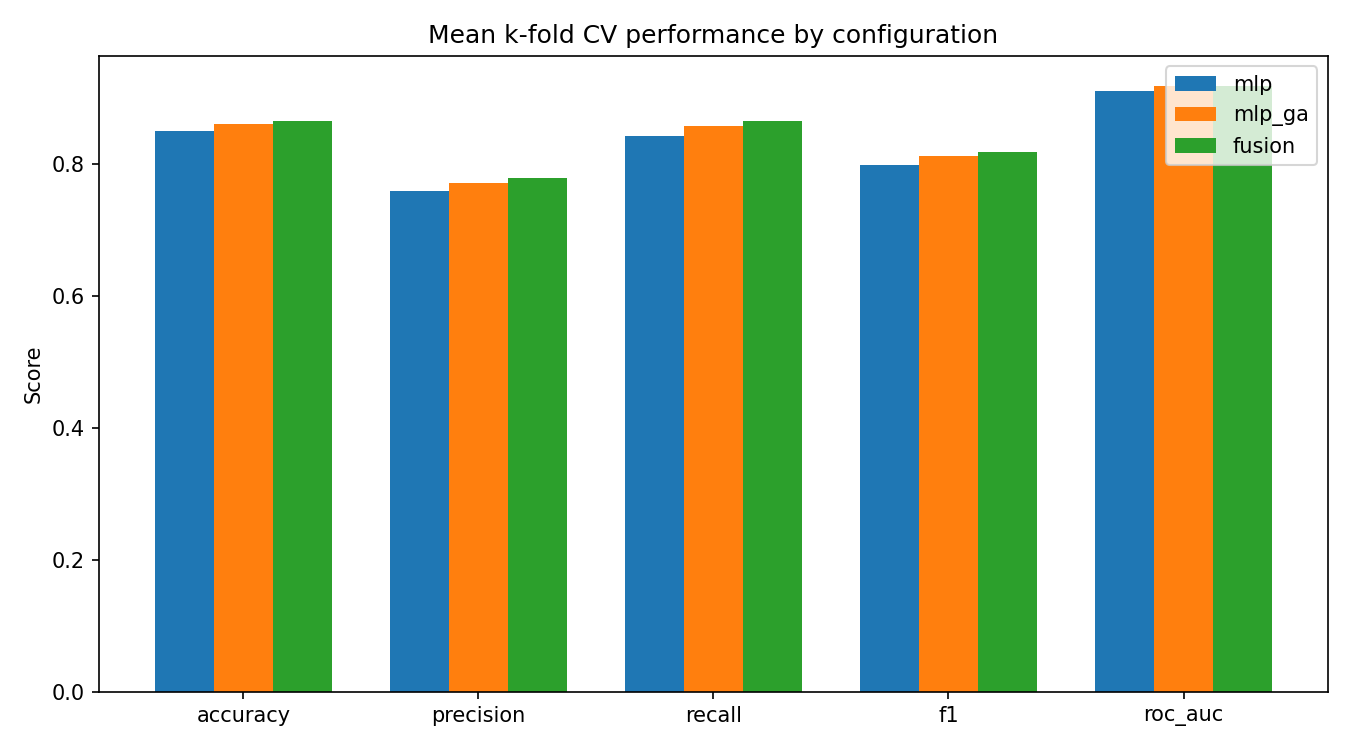 Mean k-fold CV performance by configuration
mlp
mlp_ga
fusion
Score
0.8
0.6
0.4
0.2
0.0
accuracy precision recall f1 roc_auc